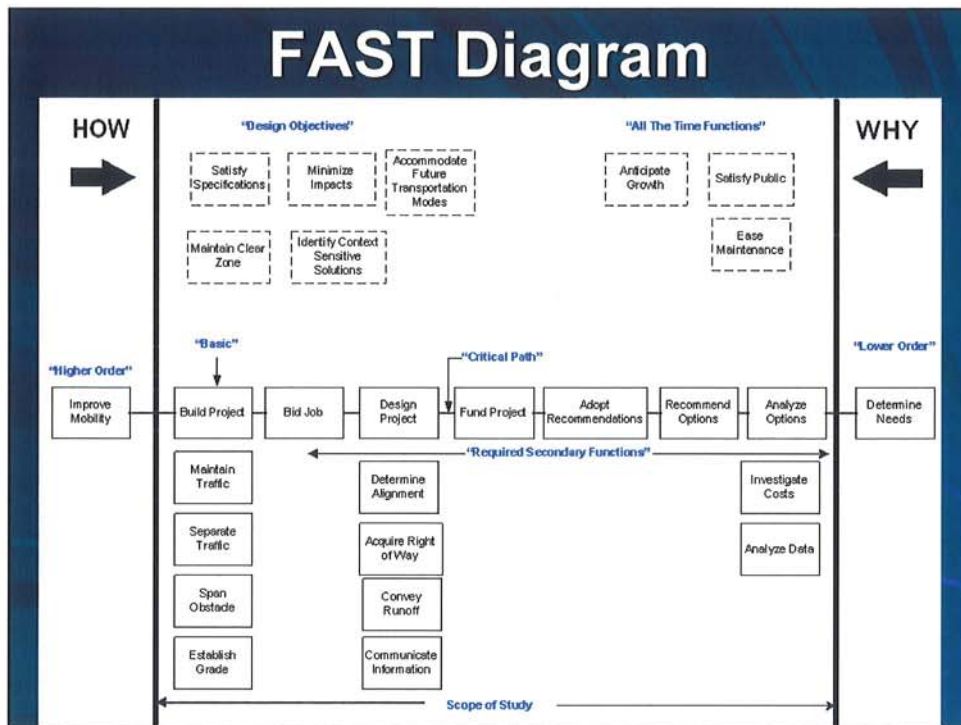 FAST Diagram
HOW
WHY
"Design Objectives"
"All The Time Functions"
Satisfy
Specifications
Minimize
Impacts
Accommodate
Future
Transportation
Modes
Anticipate
Growth
Satisfy Public
Maintain Clear
Zone
Identify Context
Sensitive
Solutions
Ease
Maintenance
"Higher Order"
"Basic"
"Critical Path"
"Lower Order"
Improve
Mobility
Build Project
Bid Job
Design
Project
Fund Project
Adopt
Recommendations
Recommend
Options
Analyze
Options
Determine
Needs
"Required Secondary Functions"
Maintain
Traffic
Determine
Alignment
Investigate
Costs
Separate
Traffic
Acquire Right
of Way
Analyze Data
Span
Obstacle
Convey
Runoff
Establish
Grade
Communicate
Information
Scope of Study